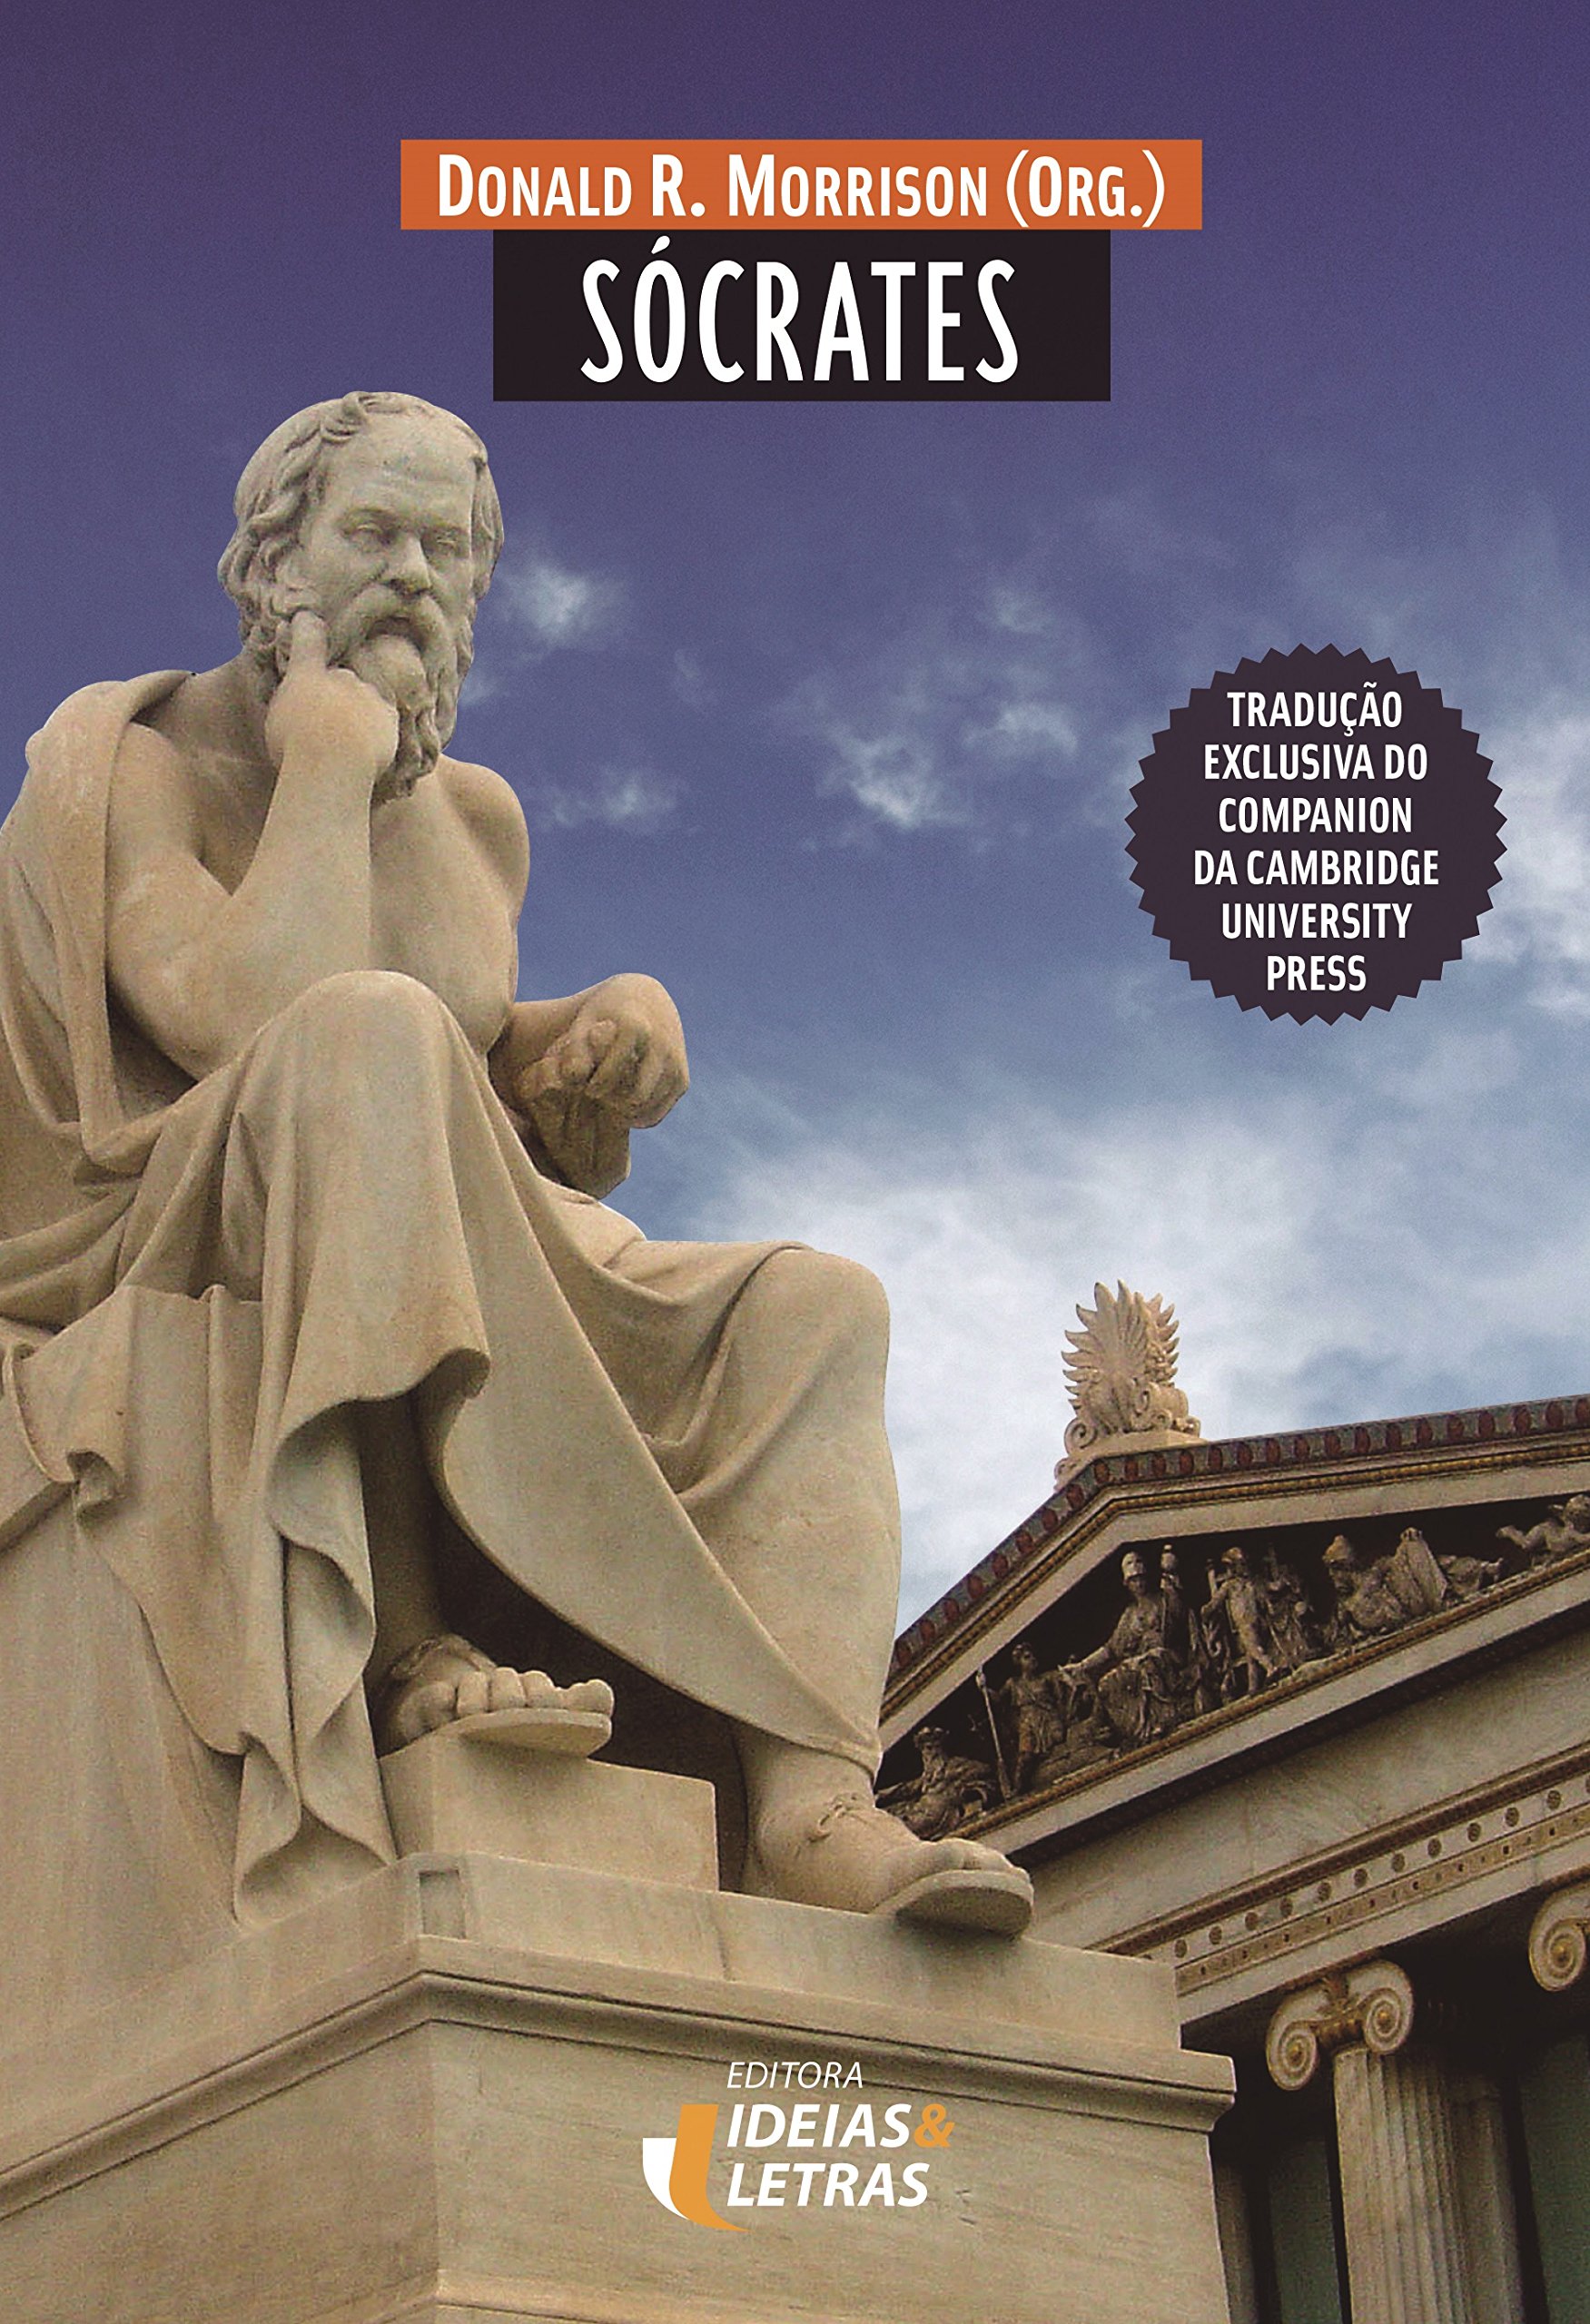 DONALD R. MORRISON (ORG.)
SÓCRATES
TRADUÇÃO
EXCLUSIVA DO
COMPANION
DA CAMBRIDGE
UNIVERSITY
PRESS
EDITORA
IDEIAS&
LETRAS